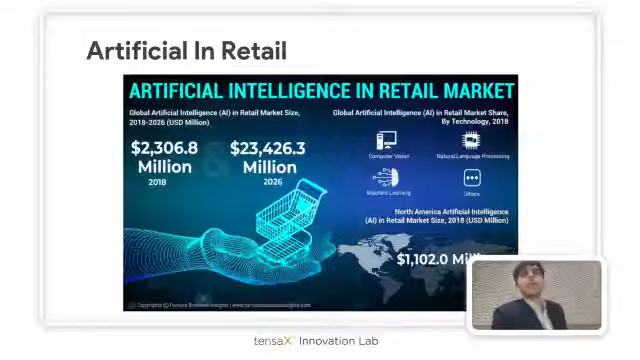 Artificial In Retail
ARTIFICIAL INTELLIGENCE IN RETAIL MARKET
Global Artificial Intelligence (AI) in Retail Market Size,
2018-2026 (USD Million)
$2,306.8
Million
2018
$23,426.3
Million
2026
Global Artificial Intelligence (AI) in Retail Market Share,
By Technology, 2018
Computer Vision
Natural Language Processing
Machine Learning
Others
North America Artificial Intelligence
(AI) in Retail Market Size, 2018 (USD Million)
$1,102.0
tensaX Innovation Lab